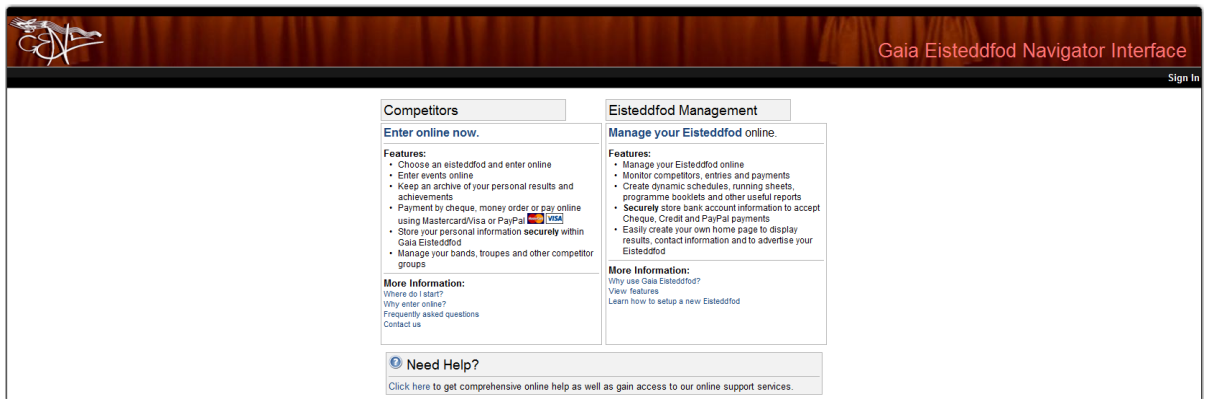 Gaia Eisteddfod Navigator Interface
Sign In
Competitors
Enter online now.
Features:
• Choose an eisteddfod and enter online
• Enter events online
• Keep an archive of your personal results and
achievements
• Payment by cheque, money order or pay online
using Mastercard/Visa or PayPal VISA
• Store your personal information securely within
Gaia Eisteddfod
• Manage your bands, troupes and other competitor
groups
More Information:
Where do I start?
Why enter online?
Frequently asked questions
Contact us
Eisteddfod Management
Manage your Eisteddfod online.
Features:
• Manage your Eisteddfod online
• Monitor competitors, entries and payments
• Create dynamic schedules, running sheets,
programme booklets and other useful reports
• Securely store bank account information to accept
Cheque, Credit and PayPal payments
• Easily create your own home page to display
results, contact information and to advertise your
Eisteddfod
More Information:
Why use Gaia Eisteddfod?
View features
Learn how to setup a new Eisteddfod
Need Help?
Click here to get comprehensive online help as well as gain access to our online support services.